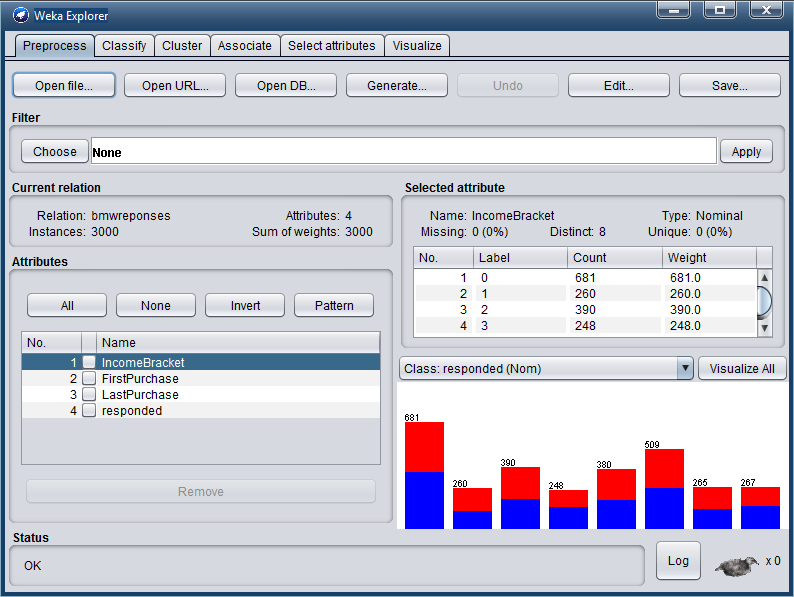 Weka Explorer
Preprocess Classify Cluster Associate Select attributes Visualize
Open file... Open URL... Open DB... Generate... Undo Edit... Save...
Filter
Choose None Apply
Current relation
Relation: bmwreponses Attributes: 4
Instances: 3000 Sum of weights: 3000
Attributes
All None Invert Pattern
No. Name
1 IncomeBracket
2 FirstPurchase
3 LastPurchase
4 responded
Remove
Selected attribute
Name: IncomeBracket Type: Nominal
Missing: 0 (0%) Distinct: 8 Unique: 0 (0%)
No. Label Count Weight
1 0 681 681.0
2 1 260 260.0
3 2 390 390.0
4 3 248 248.0
Class: responded (Nom) Visualize All
681 260 390 248 380 509 265 267
Status
OK Log x 0